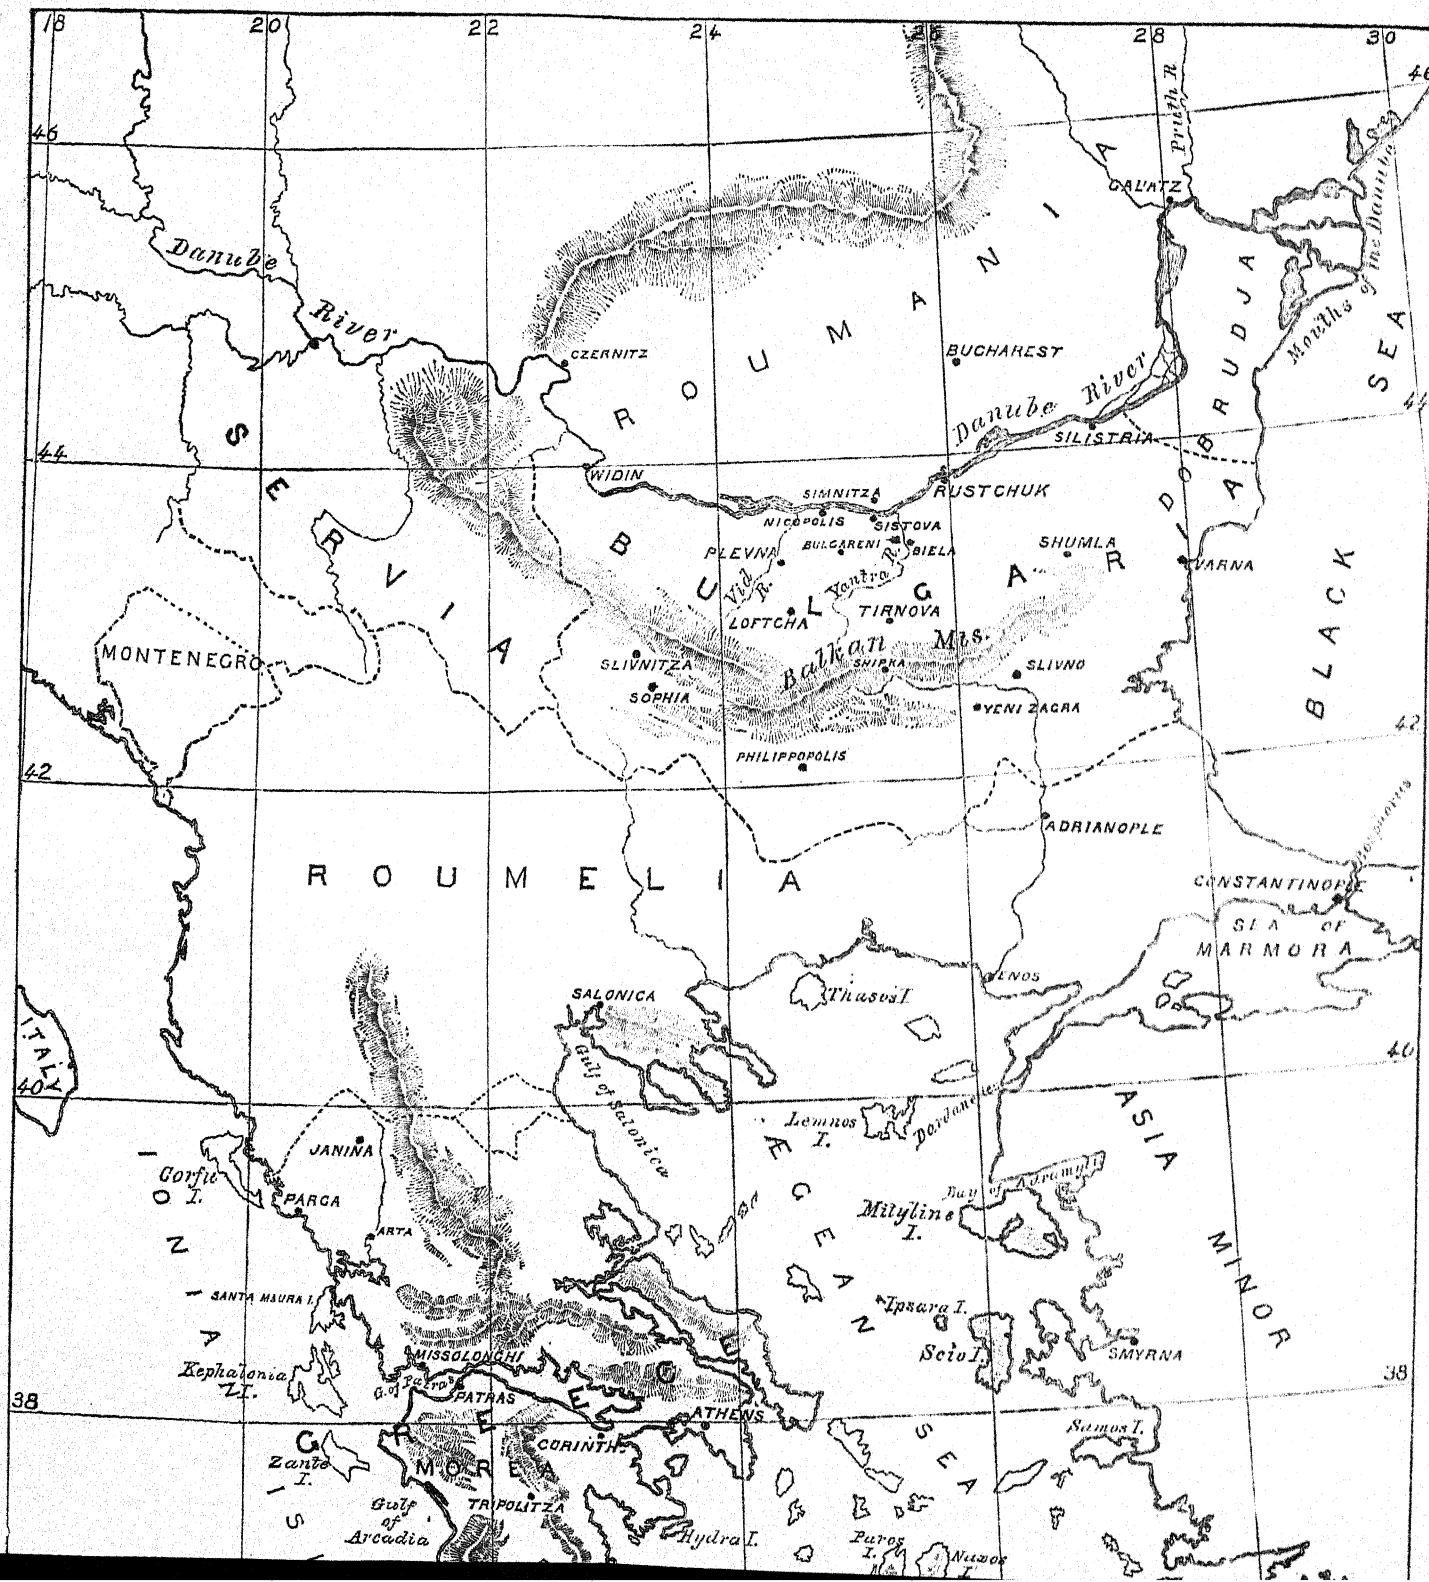 18 20 22 24 26 28 30
46
46
Pruth R
GALATZ
Danube
River
Mouths of the Danube
CZERNITZ
BUCHAREST
ROUMANIA
Danube River
DOBRUDJA
44
44
SILISTRIA
SERVIA
WIDIN
SIMNITZA
RUSTCHUK
NICOPOLIS
SISTOVA
PLEVNA
BULGARENI
BIELA
SHUMLA
VARNA
BULGARIA
Vid R.
Yantra R.
LOFTCHA
TIRNOVA
MONTENEGRO
SLIVNITZA
Balkan Mts.
SHIPKA
SLIVNO
SOPHIA
YENI ZAGRA
BLACK SEA
42
42
PHILIPPOPOLIS
ADRIANOPLE
Bosphorus
ROUMELIA
CONSTANTINOPLE
SEA OF
MARMORA
ENOS
SALONICA
Thasos I.
ITALY
40
40
Gulf of Salonica
Lemnos
I.
Dardanelles
ASIA MINOR
JANINA
Corfu
I.
PARGA
ARTA
ÆGEAN SEA
Bay of Adramyti
Mityline
I.
IONIA
IS
SANTA MAURA I.
Ipsara I.
Scio I.
SMYRNA
MISSOLONGHI
Kephalonia
I.
G. of Patras
PATRAS
38
38
GREECE
ATHENS
Samos I.
CORINTH
Zante
I.
MOREA
Gulf
of
Arcadia
TRIPOLITZA
Hydra I.
Paros
I.
Naxos
I